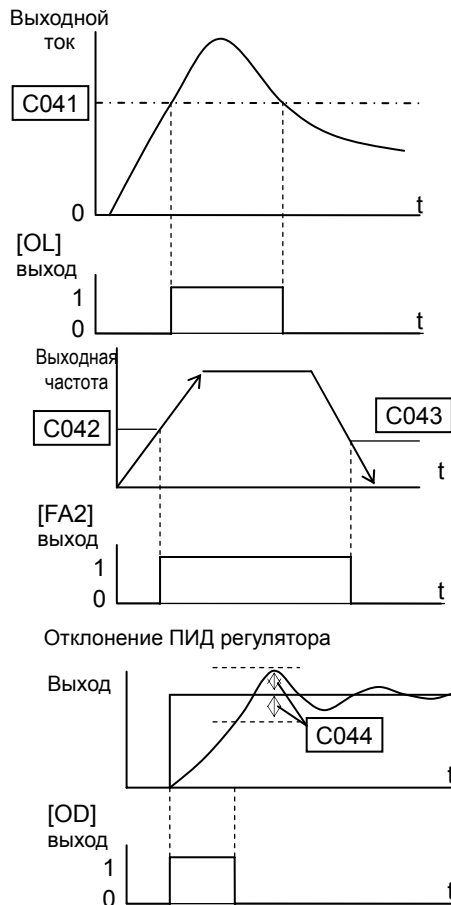 Выходной
ток
C041
0
t
[OL]
выход
1
0
t
Выходная
частота
C042
C043
t
[FA2]
выход
1
0
t
Отклонение ПИД регулятора
Выход
C044
t
[OD]
выход
1
0
t